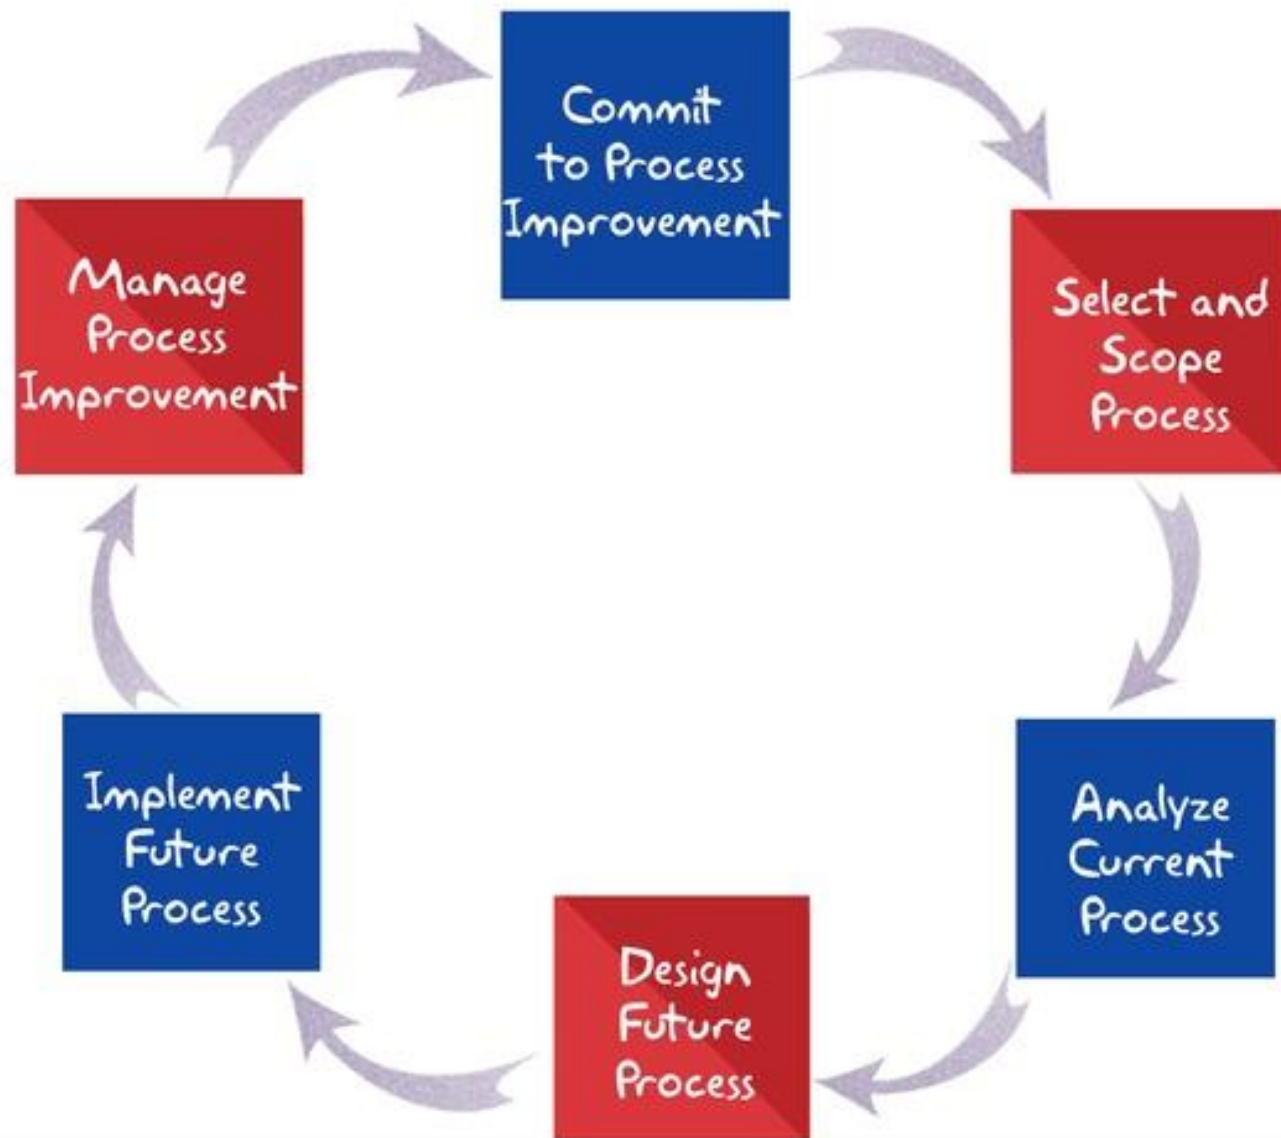 Commit
to Process
Improvement
Select and
Scope
Process
Analyze
Current
Process
Design
Future
Process
Implement
Future
Process
Manage
Process
Improvement